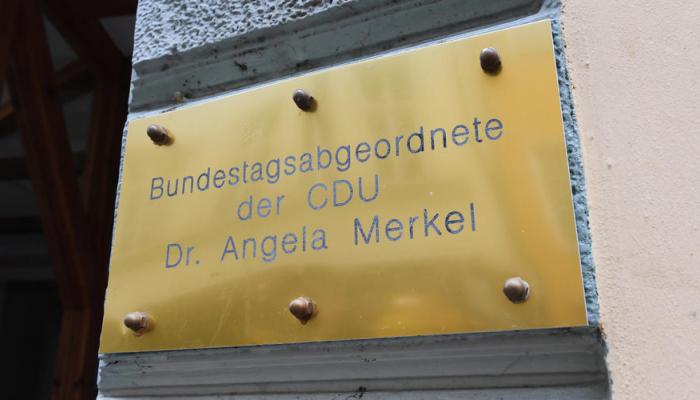 Bundestagsabgeordnete
der CDU
Dr. Angela Merkel